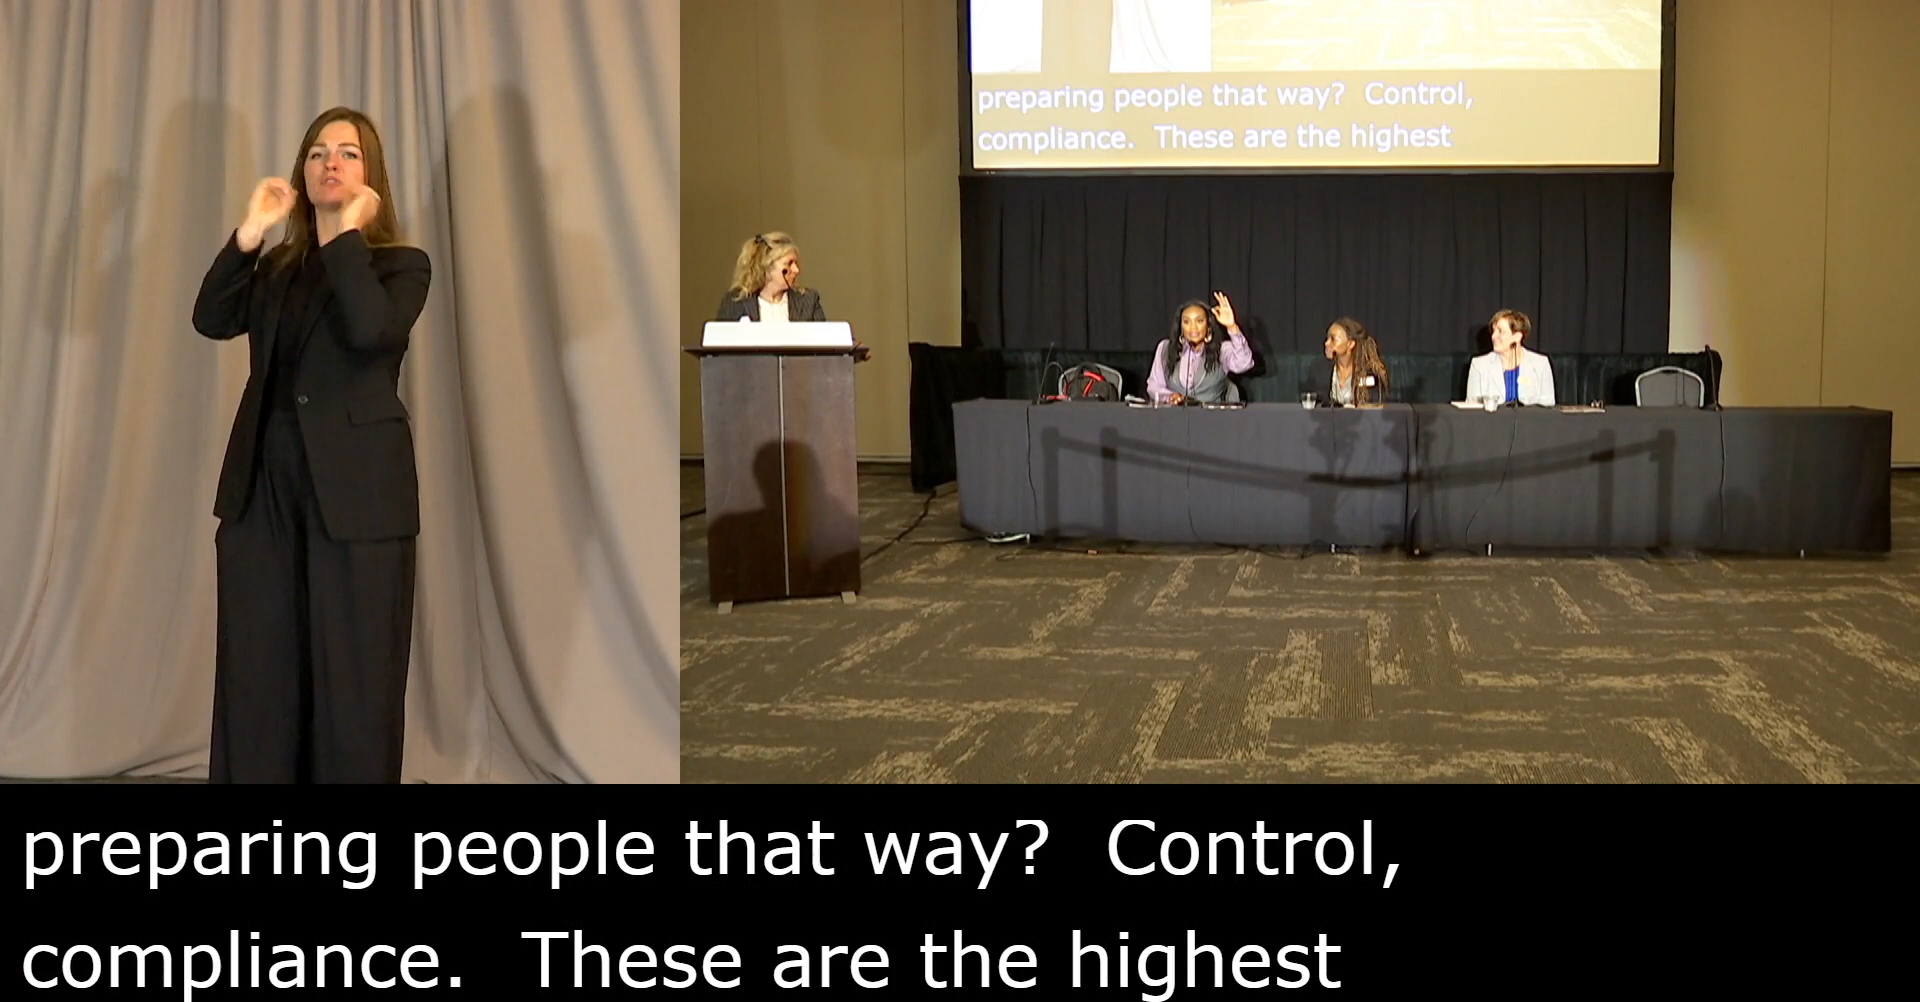 preparing people that way?  Control,
compliance.  These are the highest
preparing people that way?  Control,
compliance.  These are the highest